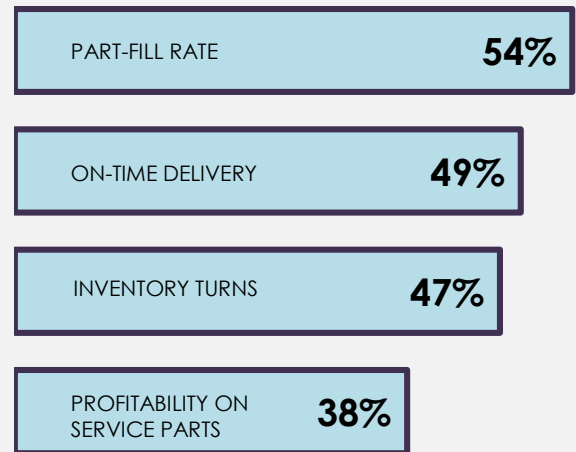 PART-FILL RATE 54%
ON-TIME DELIVERY 49%
INVENTORY TURNS 47%
PROFITABILITY ON
SERVICE PARTS 38%